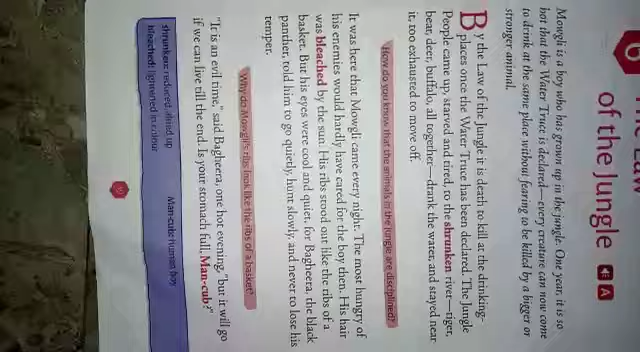 6
of the Jungle
A
Mowgli is a boy who has grown up in the jungle. One year, it is so
hot that the Water Truce is declared—every creature can now come
to drink at the same place without fearing to be killed by a bigger or
stronger animal.
By the Law of the Jungle it is death to kill at the drinking-
places once the Water Truce has been declared. The Jungle
People came up, starved and tired, to the shrunken river—tiger,
bear, deer, buffalo, all together—drank the water, and stayed near
it, too exhausted to move off.
How do you know that the animals in the jungle are disciplined?
It was here that Mowgli came every night. The most hungry of
his enemies would hardly have cared for the boy then. His hair
was bleached by the sun. His ribs stood out like the ribs of a
basket. But his eyes were cool and quiet, for Bagheera, the black
panther, told him to go quietly, hunt slowly, and never to lose his
temper.
Why do Mowgli's ribs look like the ribs of a basket?
"It is an evil time," said Bagheera, one hot evening, "but it will go
if we can live till the end. Is your stomach full, Man-cub?"
shrunken: reduced, dried up Man-cub: human boy
bleached: lightened in colour